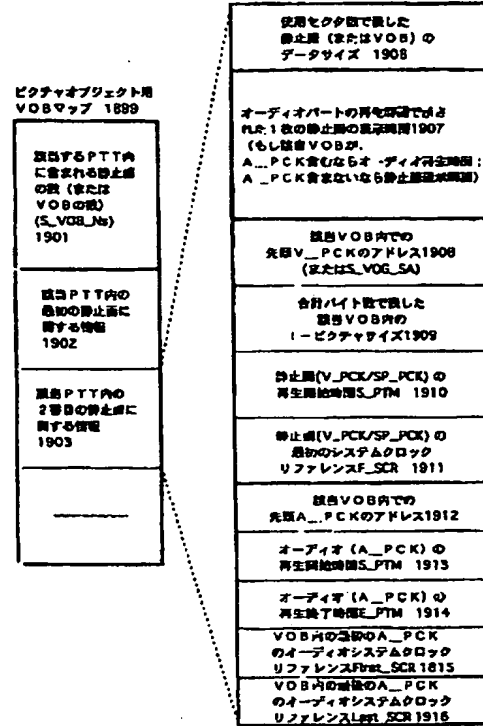 ピクチャオブジェクト用
VOBマップ 1899
該当するPTT内
に含まれる静止画
の数（または
VOBの数)
(S_VOB_Ns)
1901
該当PTT内の
最初の静止画に
関する情報
1902
該当PTT内の
2番目の静止画に
関する情報
1903
使用セクタ数で表した
静止画（またはVOB）の
データサイズ 1908
オーディオパートの再生時間で
れた1枚の静止画の表示時間1907
（もし該当VOBが、
A__PCK含むならオーディオ再生時間；
A__PCK含まないなら静止画表示時間）
該当VOB内での
先頭V__PCKのアドレス1908
(またはS_VOG_SA)
合計バイト数で表した
該当VOB内の
I-ピクチャサイズ1909
静止画(V_PCK/SP_PCK)の
再生開始時間S_PTM 1910
静止画(V_PCK/SP_PCK)の
最初のシステムクロック
リファレンスF_SCR 1911
該当VOB内での
先頭A__PCKのアドレス1912
オーディオ（A__PCK）の
再生開始時間S_PTM 1913
オーディオ（A__PCK）の
再生終了時間E_PTM 1914
VOB内の最初のA__PCK
のオーディオシステムクロック
リファレンスFirst_SCR 1815
VOB内の最後のA__PCK
のオーディオシステムクロック
リファレンスLast_SCR 1916